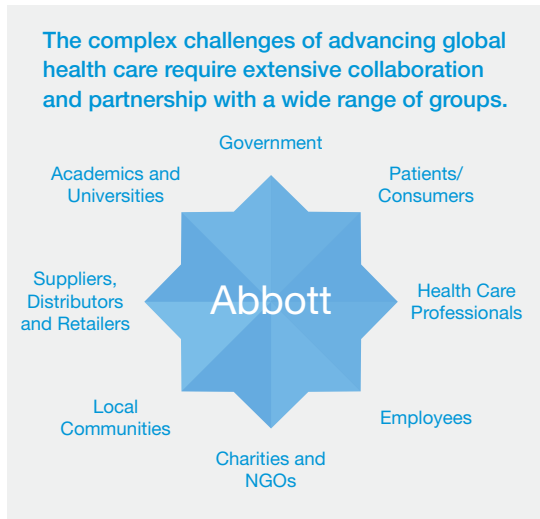 The complex challenges of advancing global
health care require extensive collaboration
and partnership with a wide range of groups.
Government
Academics and
Universities
Patients/
Consumers
Suppliers,
Distributors
and Retailers
Abbott
Health Care
Professionals
Local
Communities
Employees
Charities and
NGOs